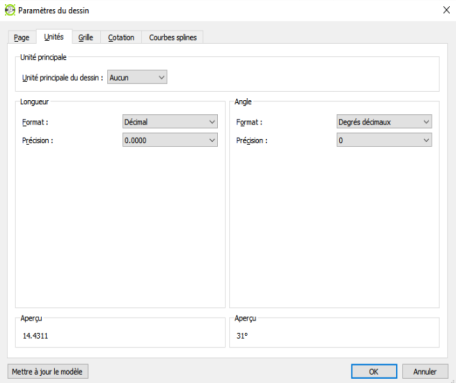 Paramètres du dessin
Page Unités Grille Cotation Courbes splines
Unité principale
Unité principale du dessin : Aucun
Longueur Angle
Format : Décimal Format : Degrés décimaux
Précision : 0.0000 Précision : 0
Aperçu Aperçu
14.4311 31°
Mettre à jour le modèle OK Annuler